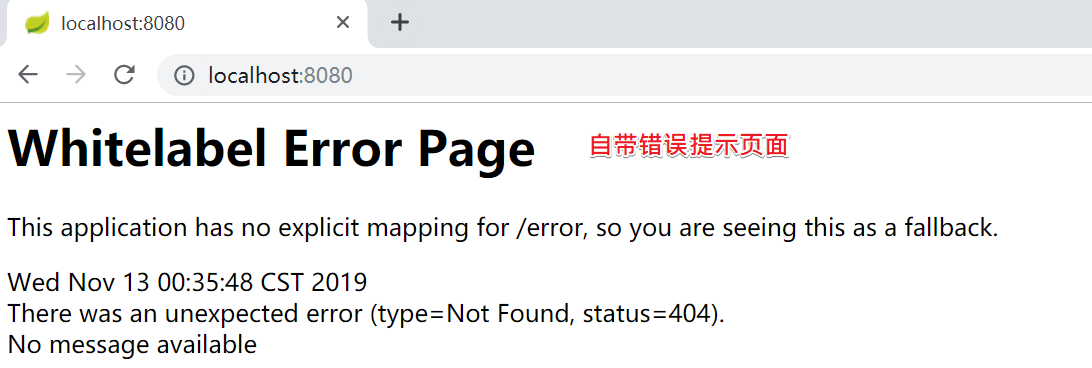 localhost:8080
localhost:8080
Whitelabel Error Page 自带错误提示页面
This application has no explicit mapping for /error, so you are seeing this as a fallback.
Wed Nov 13 00:35:48 CST 2019
There was an unexpected error (type=Not Found, status=404).
No message available